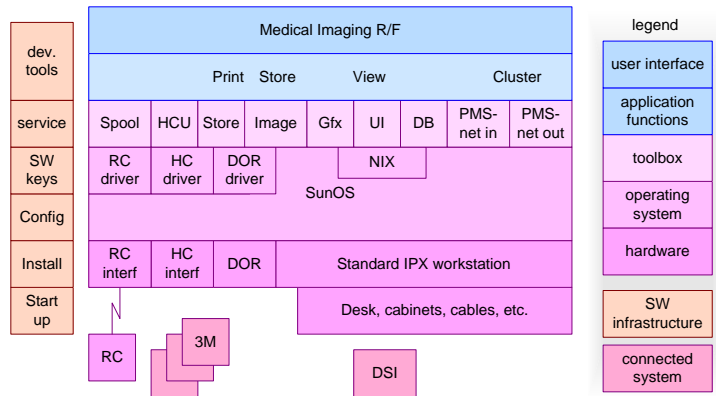 Medical Imaging R/F
Print Store View Cluster
dev.
tools
service
SW
keys
Config
Install
Start
up
Spool
HCU
Store
Image
Gfx
UI
DB
PMS-
net in
PMS-
net out
RC
driver
HC
driver
DOR
driver
NIX
SunOS
RC
interf
HC
interf
DOR
Standard IPX workstation
Desk, cabinets, cables, etc.
RC
3M
DSI
legend
user interface
application
functions
toolbox
operating
system
hardware
SW
infrastructure
connected
system